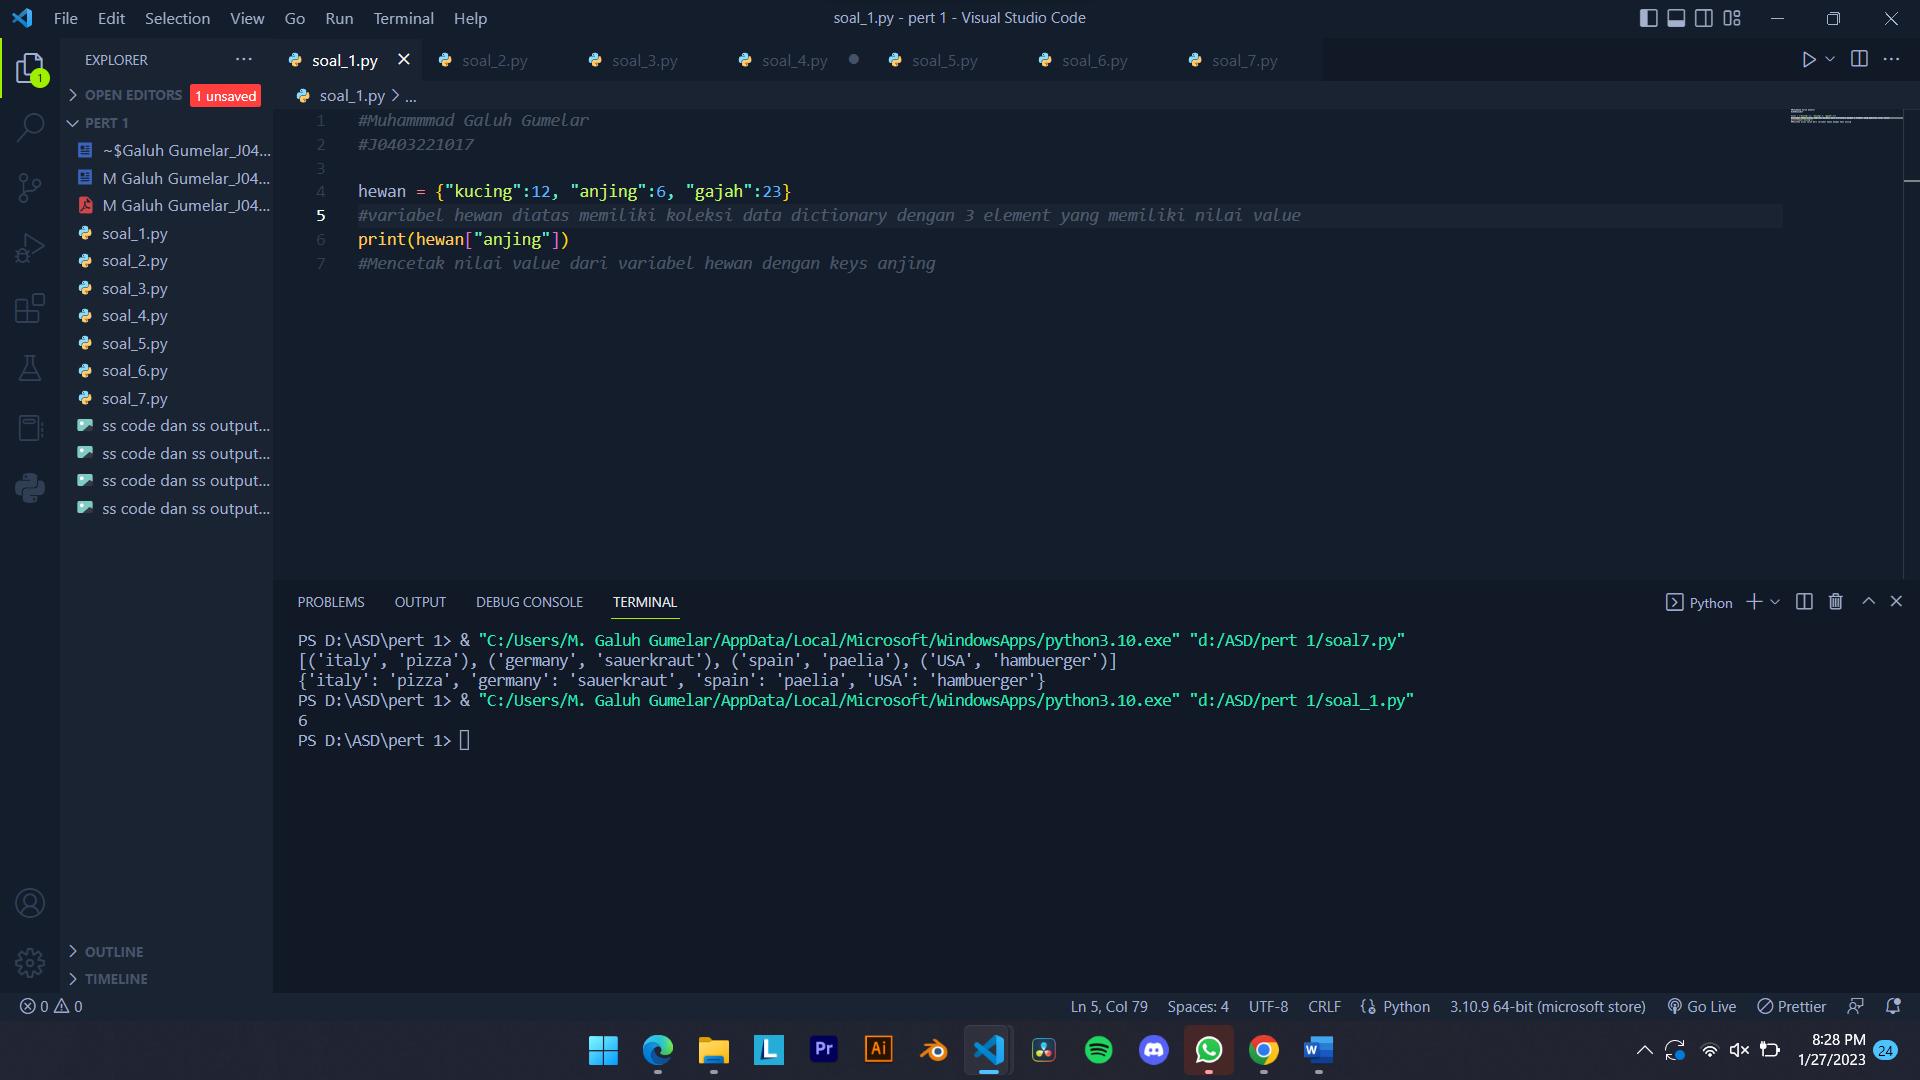 File Edit Selection View Go Run Terminal Help
soal_1.py - pert 1 - Visual Studio Code
EXPLORER
OPEN EDITORS 1 unsaved
PERT 1
~$Galuh Gumelar_J04...
M Galuh Gumelar_J04...
M Galuh Gumelar_J04...
soal_1.py
soal_2.py
soal_3.py
soal_4.py
soal_5.py
soal_6.py
soal_7.py
ss code dan ss output...
ss code dan ss output...
ss code dan ss output...
ss code dan ss output...
OUTLINE
TIMELINE
soal_1.py soal_2.py soal_3.py soal_4.py soal_5.py soal_6.py soal_7.py
soal_1.py > ...
1 #Muhammmad Galuh Gumelar
2 #J0403221017
3
4 hewan = {"kucing":12, "anjing":6, "gajah":23}
5 #variabel hewan diatas memiliki koleksi data dictionary dengan 3 element yang memiliki nilai value
6 print(hewan["anjing"])
7 #Mencetak nilai value dari variabel hewan dengan keys anjing
PROBLEMS OUTPUT DEBUG CONSOLE TERMINAL
Python
PS D:\ASD\pert 1> & "C:/Users/M. Galuh Gumelar/AppData/Local/Microsoft/WindowsApps/python3.10.exe" "d:/ASD/pert 1/soal7.py"
[('italy', 'pizza'), ('germany', 'sauerkraut'), ('spain', 'paelia'), ('USA', 'hambuerger')]
{'italy': 'pizza', 'germany': 'sauerkraut', 'spain': 'paelia', 'USA': 'hambuerger'}
PS D:\ASD\pert 1> & "C:/Users/M. Galuh Gumelar/AppData/Local/Microsoft/WindowsApps/python3.10.exe" "d:/ASD/pert 1/soal_1.py"
6
PS D:\ASD\pert 1>
0 0 Ln 5, Col 79 Spaces: 4 UTF-8 CRLF Python 3.10.9 64-bit (microsoft store) Go Live Prettier
1
L Pr Ai W
8:28 PM
1/27/2023
24